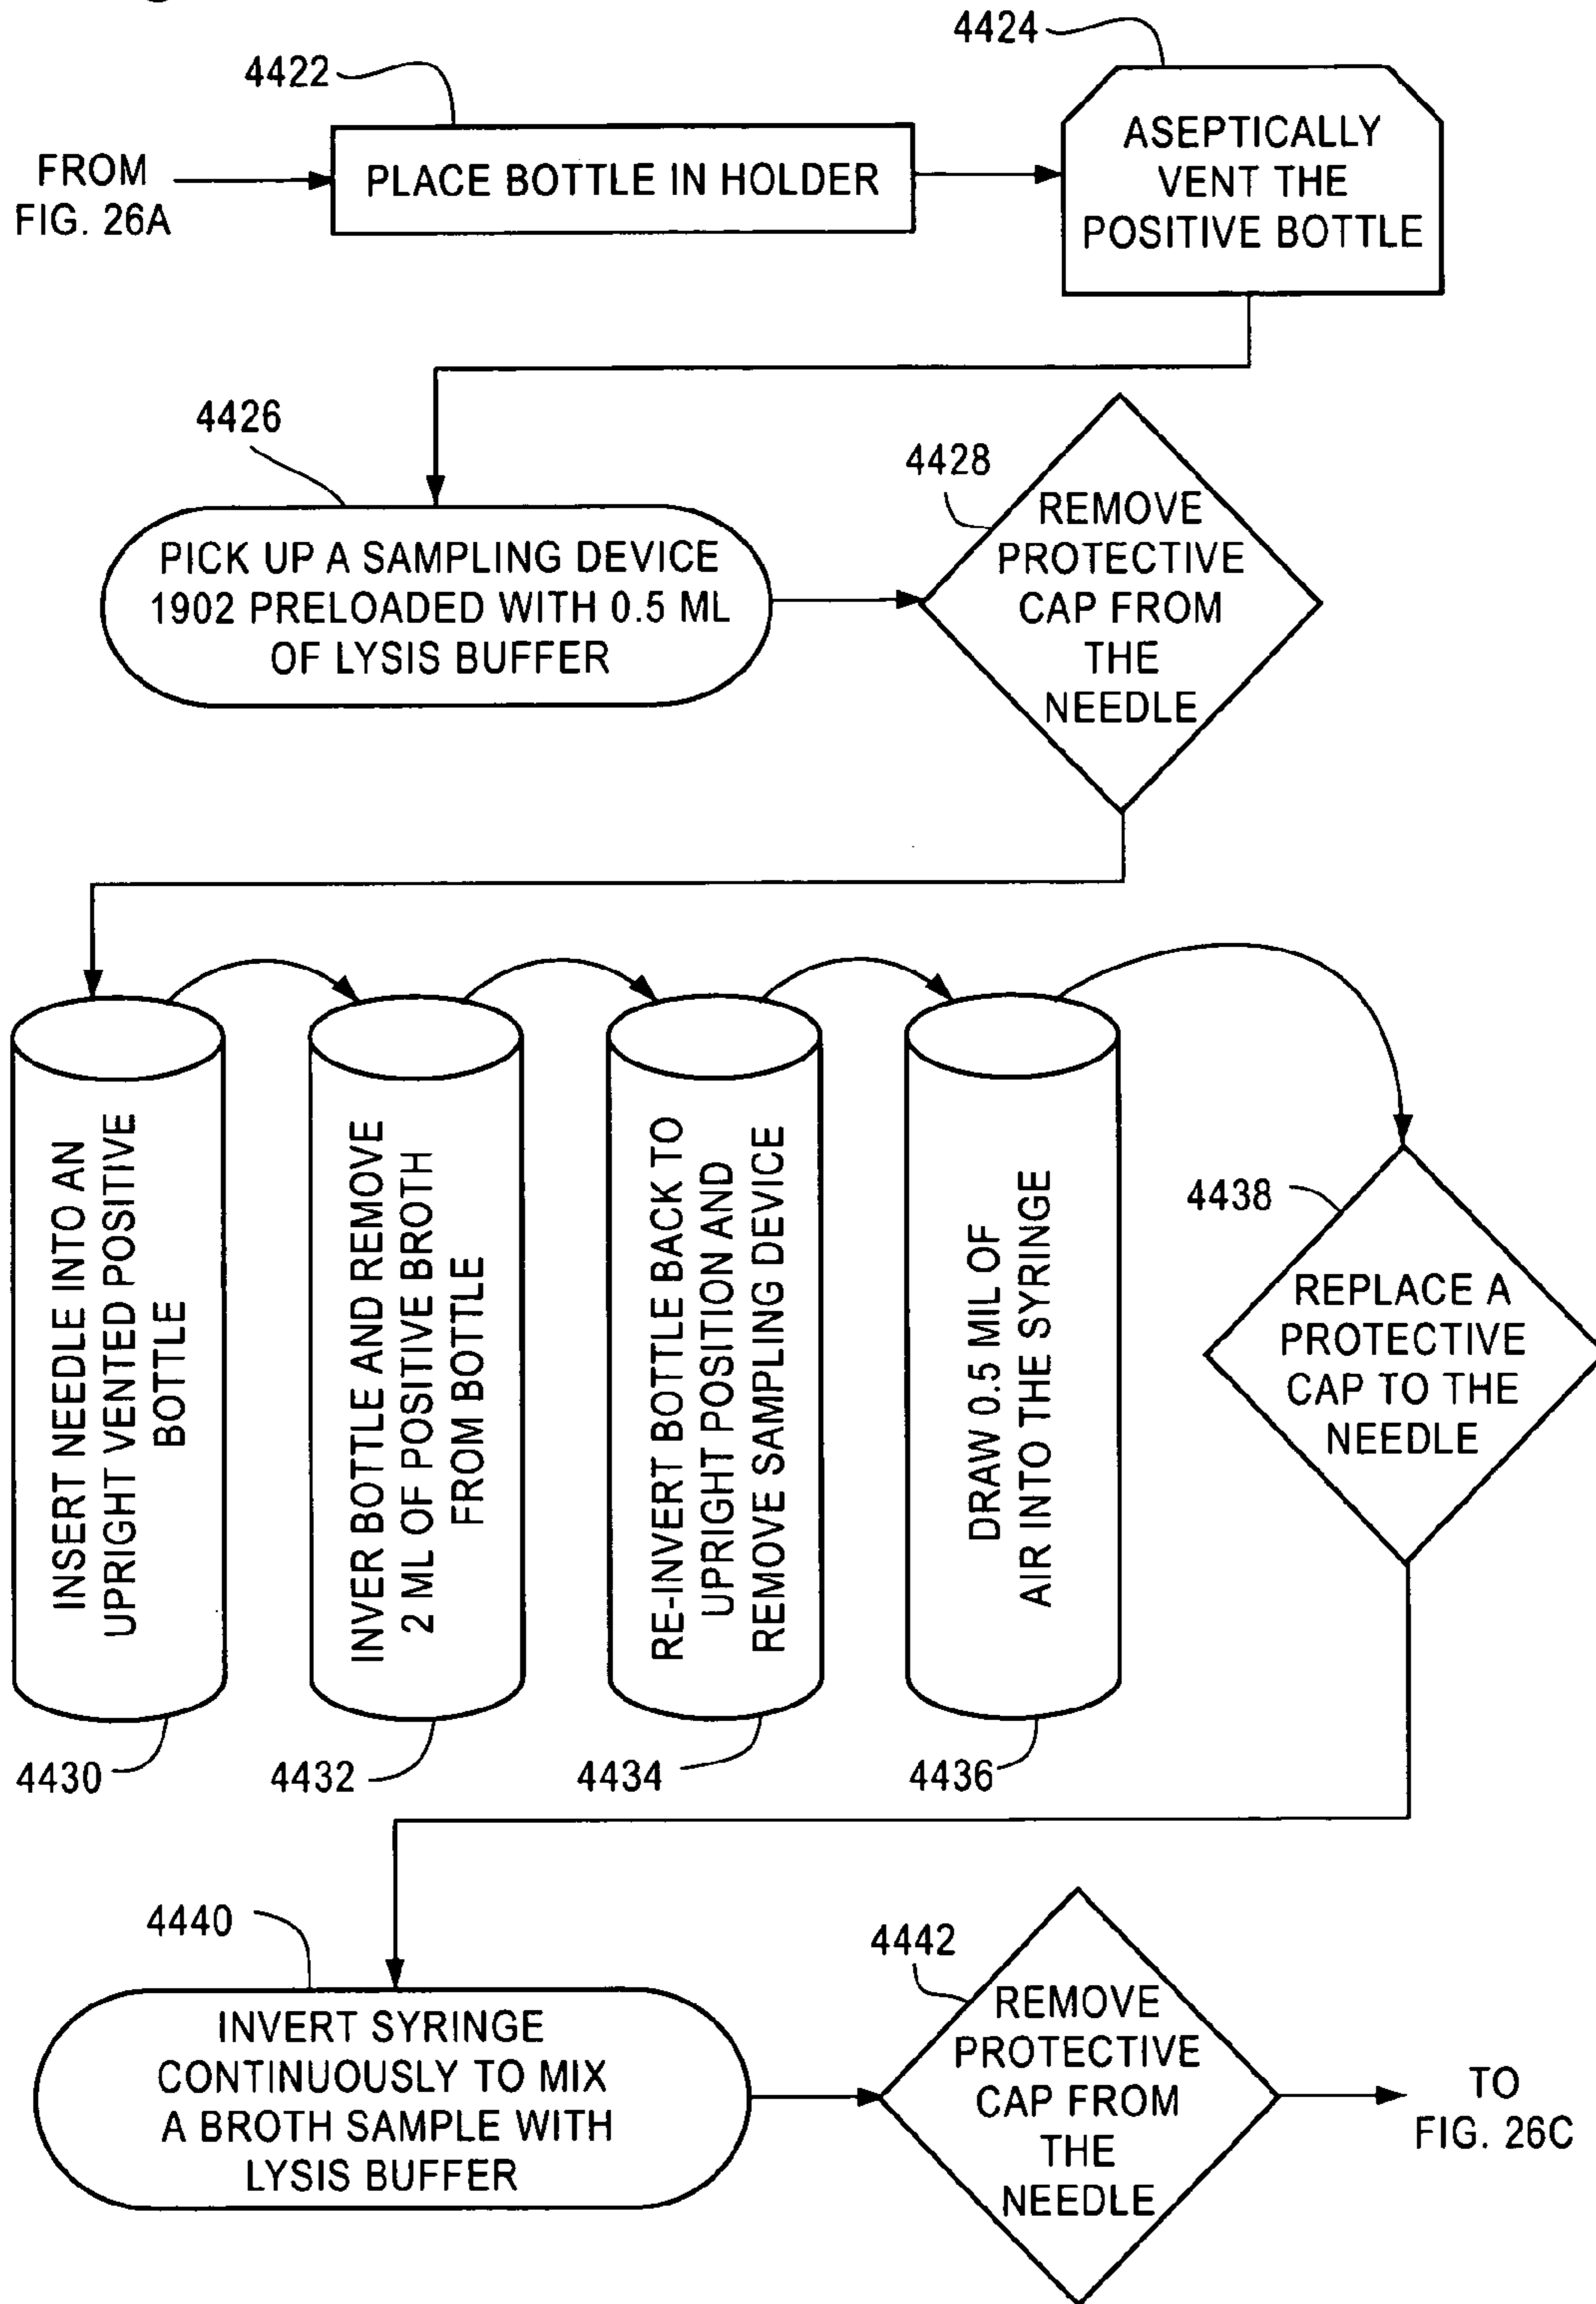 4422
4424
FROM
FIG. 26A
PLACE BOTTLE IN HOLDER
ASEPTICALLY
VENT THE
POSITIVE BOTTLE
4426
PICK UP A SAMPLING DEVICE
1902 PRELOADED WITH 0.5 ML
OF LYSIS BUFFER
4428
REMOVE
PROTECTIVE
CAP FROM
THE
NEEDLE
INSERT NEEDLE INTO AN
UPRIGHT VENTED POSITIVE
BOTTLE
4430
INVER BOTTLE AND REMOVE
2 ML OF POSITIVE BROTH
FROM BOTTLE
4432
RE-INVERT BOTTLE BACK TO
UPRIGHT POSITION AND
REMOVE SAMPLING DEVICE
4434
DRAW 0.5 MIL OF
AIR INTO THE SYRINGE
4436
4438
REPLACE A
PROTECTIVE
CAP TO THE
NEEDLE
4440
INVERT SYRINGE
CONTINUOUSLY TO MIX
A BROTH SAMPLE WITH
LYSIS BUFFER
4442
REMOVE
PROTECTIVE
CAP FROM
THE
NEEDLE
TO
FIG. 26C